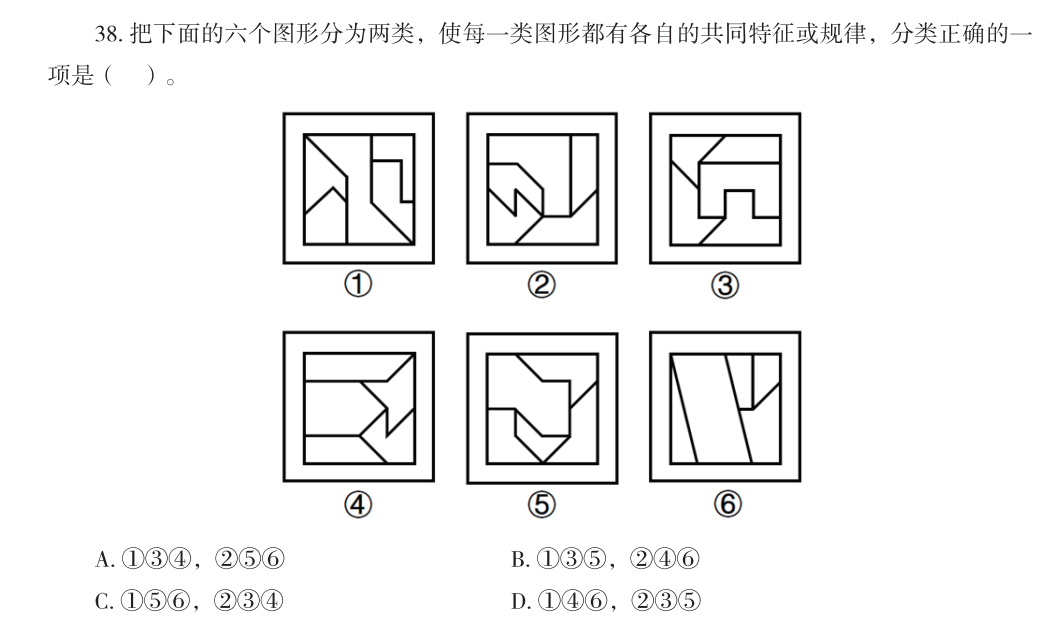 38. 把下面的六个图形分为两类，使每一类图形都有各自的共同特征或规律，分类正确的一
项是（　）。
① ② ③
④ ⑤ ⑥
A. ①③④，②⑤⑥ B. ①③⑤，②④⑥
C. ①⑤⑥，②③④ D. ①④⑥，②③⑤